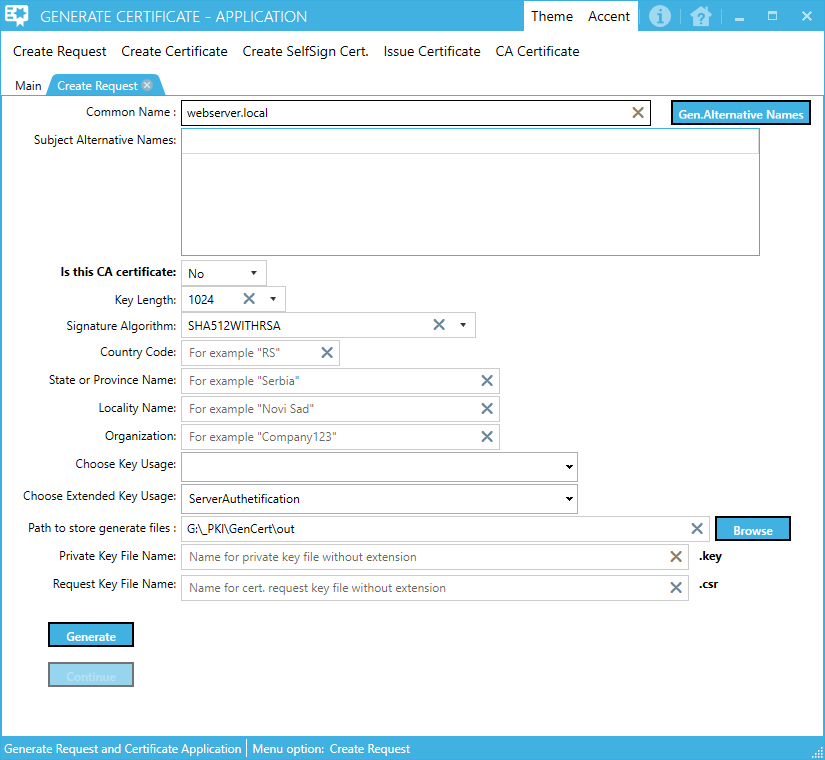 GENERATE CERTIFICATE - APPLICATION Theme Accent
Create Request Create Certificate Create SelfSign Cert. Issue Certificate CA Certificate
Main Create Request
Common Name : webserver.local Gen.Alternative Names
Subject Alternative Names:
Is this CA certificate: No
Key Length: 1024
Signature Algorithm: SHA512WITHRSA
Country Code: For example "RS"
State or Province Name: For example "Serbia"
Locality Name: For example "Novi Sad"
Organization: For example "Company123"
Choose Key Usage:
Choose Extended Key Usage: ServerAuthetification
Path to store generate files : G:\_PKI\GenCert\out Browse
Private Key File Name: Name for private key file without extension .key
Request Key File Name: Name for cert. request key file without extension .csr
Generate
Continue
Generate Request and Certificate Application Menu option: Create Request